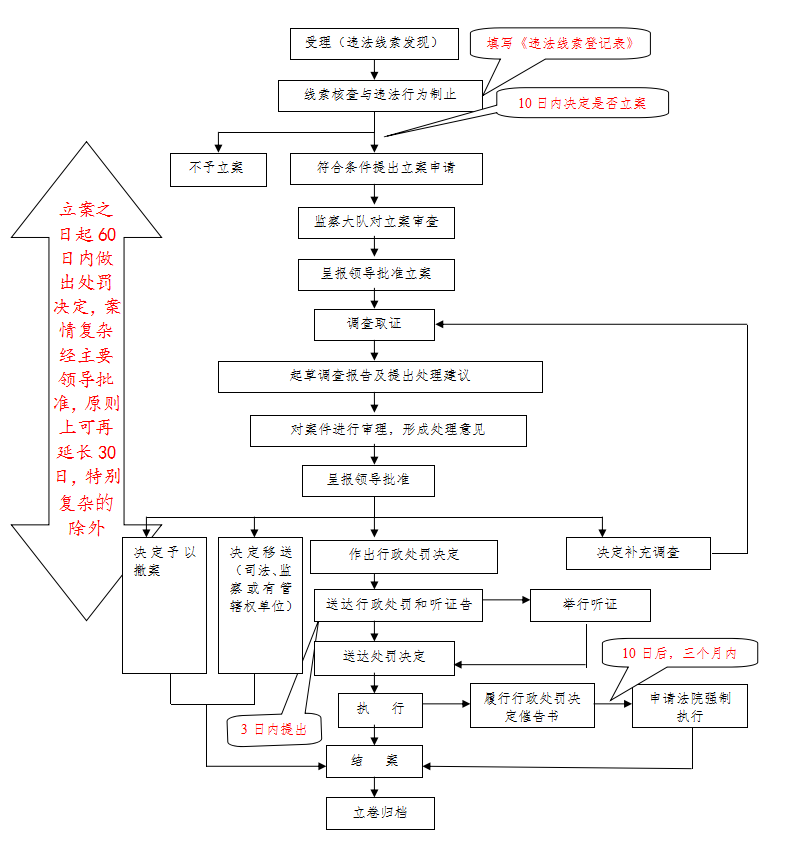 受理（违法线索发现）
填写《违法线索登记表》
线索核查与违法行为制止
10日内决定是否立案
不予立案
符合条件提出立案申请
监察大队对立案审查
呈报领导批准立案
调查取证
起草调查报告及提出处理建议
对案件进行审理，形成处理意见
呈报领导批准
立案之
日起60
日内做
出处罚
决定，案
情复杂
经主要
领导批
准，原则
上可再
延长30
日，特别
复杂的
除外
决定予以
撤案
决定移送
（司法、监
察或有管
辖权单位）
作出行政处罚决定
决定补充调查
送达行政处罚和听证告
举行听证
送达处罚决定
10日后，三个月内
执　行
履行行政处罚决
定催告书
申请法院强制
执行
3日内提出
结　案
立卷归档